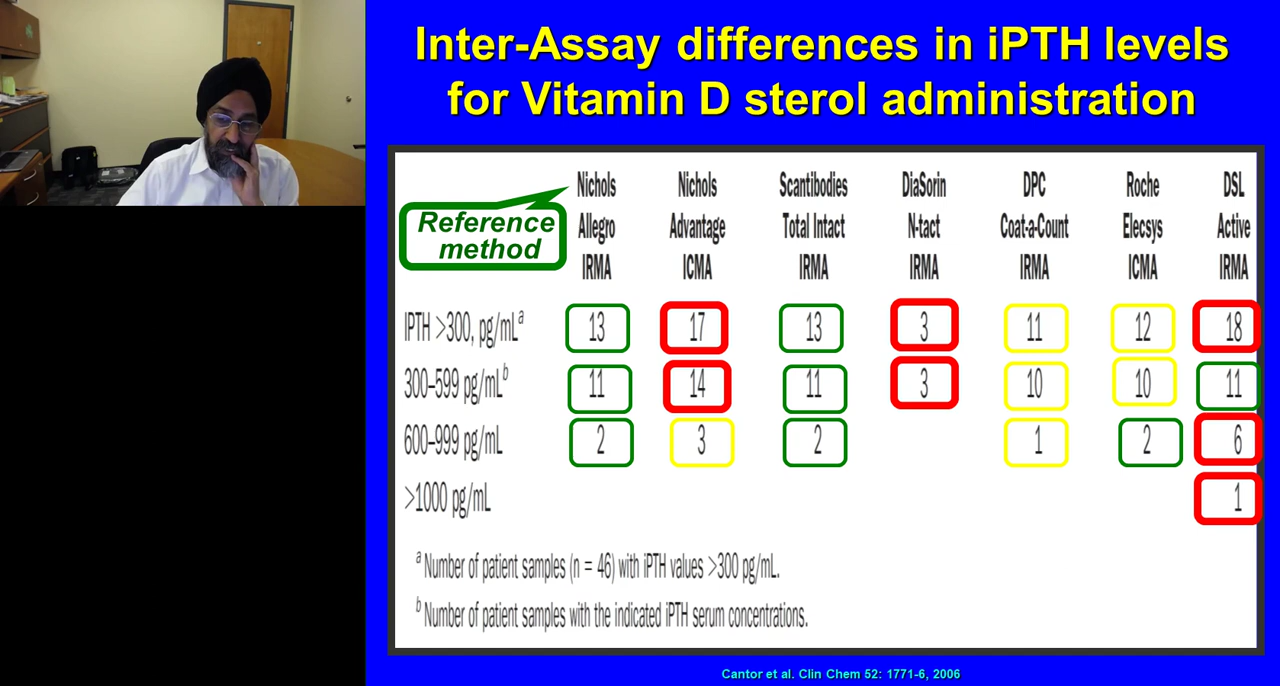 Inter-Assay differences in iPTH levels
for Vitamin D sterol administration
Reference
method
Nichols Nichols Scantibodies DiaSorin DPC Roche DSL
Allegro Advantage Total Intact N-tact Coat-a-Count Elecsys Active
IRMA ICMA IRMA IRMA IRMA ICMA IRMA
IPTH >300, pg/mLa 13 17 13 3 11 12 18
300–599 pg/mLb 11 14 11 3 10 10 11
600–999 pg/mL 2 3 2 1 2 6
>1000 pg/mL 1
a Number of patient samples (n = 46) with iPTH values >300 pg/mL.
b Number of patient samples with the indicated iPTH serum concentrations.
Cantor et al. Clin Chem 52: 1771-6, 2006